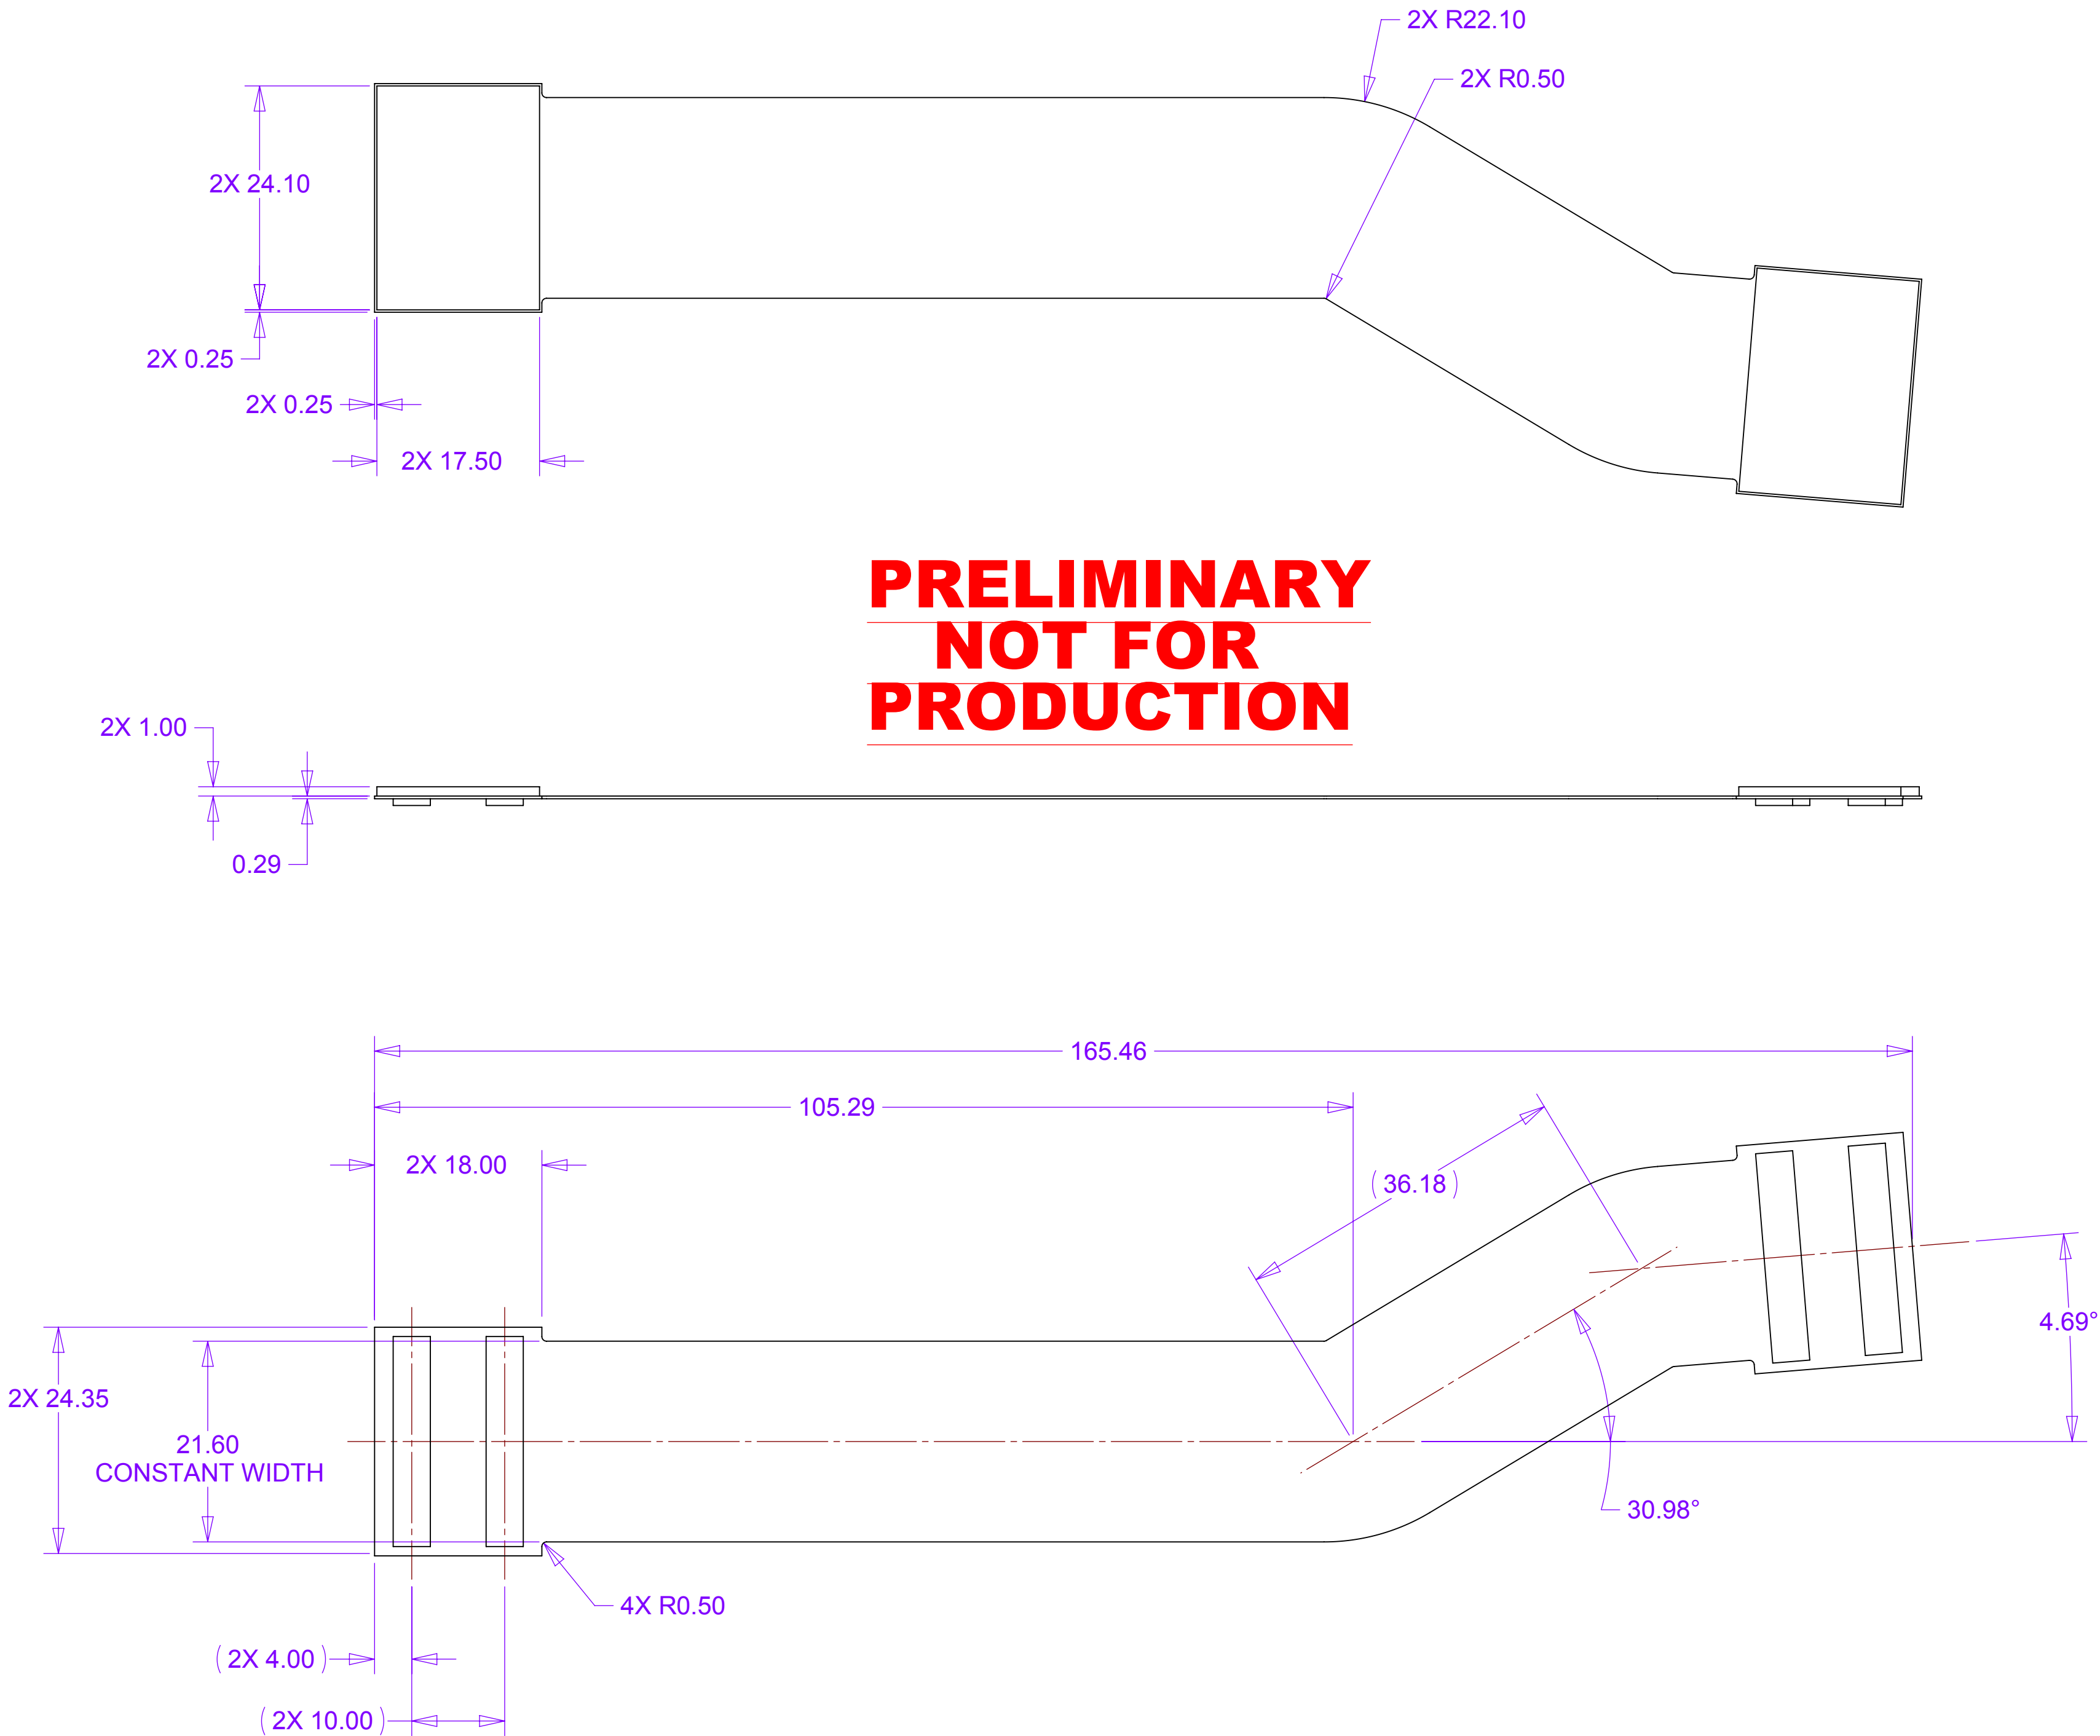 2X R22.10
2X R0.50
2X 24.10
2X 0.25
2X 0.25
2X 17.50
PRELIMINARY
NOT FOR
PRODUCTION
2X 1.00
0.29
165.46
105.29
2X 18.00
(36.18)
4.69°
2X 24.35
21.60
CONSTANT WIDTH
30.98°
4X R0.50
(2X 4.00)
(2X 10.00)